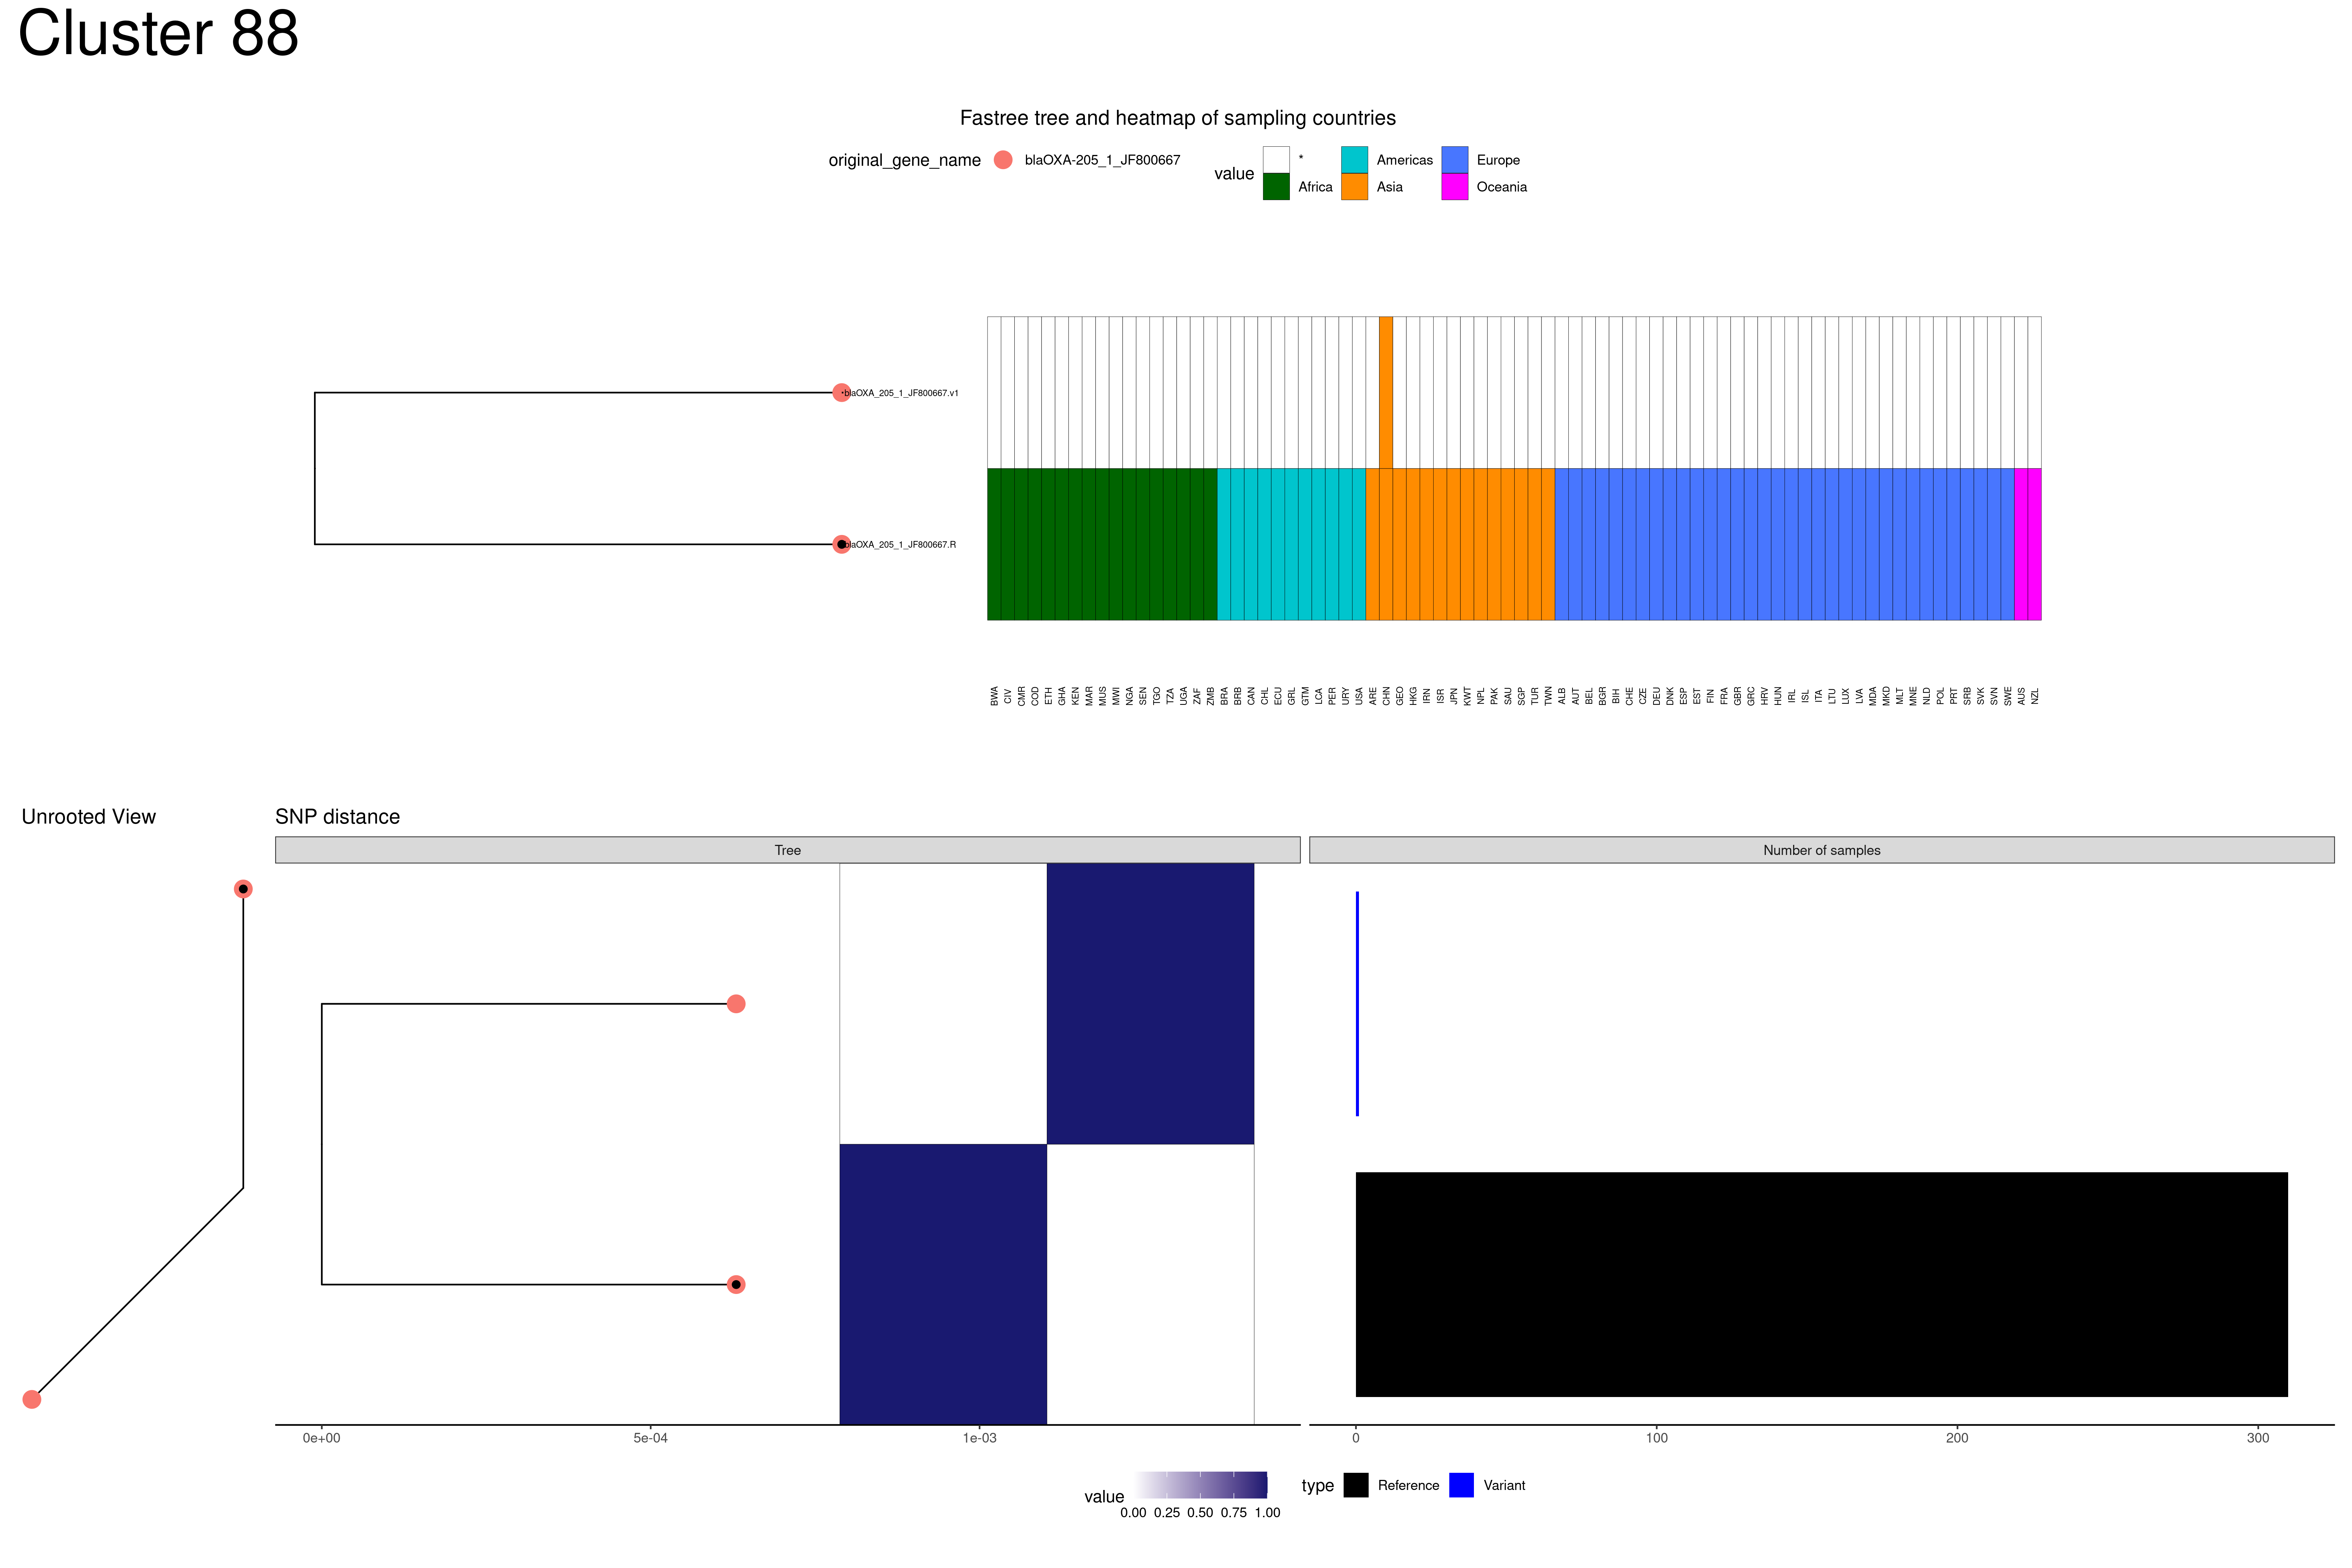 Cluster 88
Fastree tree and heatmap of sampling countries
original_gene_name blaOXA-205_1_JF800667 value * Americas Europe
Africa Asia Oceania
blaOXA_205_1_JF800667.v1
blaOXA_205_1_JF800667.R
BWA CIV CMR COD ETH GHA KEN MAR MUS MWI NGA SEN TGO TZA UGA ZAF ZMB BRA BRB CAN CHL ECU GRL GTM LCA PER URY USA ARE CHN GEO HKG IRN ISR JPN KWT NPL PAK SAU SGP TUR TWN ALB AUT BEL BGR BIH CHE CZE DEU DNK ESP EST FIN FRA GBR GRC HRV HUN IRL ISL ITA LTU LUX LVA MDA MKD MLT MNE NLD POL PRT SRB SVK SVN SWE AUS NZL
Unrooted View SNP distance
Tree Number of samples
0e+00 5e-04 1e-03 0 100 200 300
value 0.00 0.25 0.50 0.75 1.00 type Reference Variant